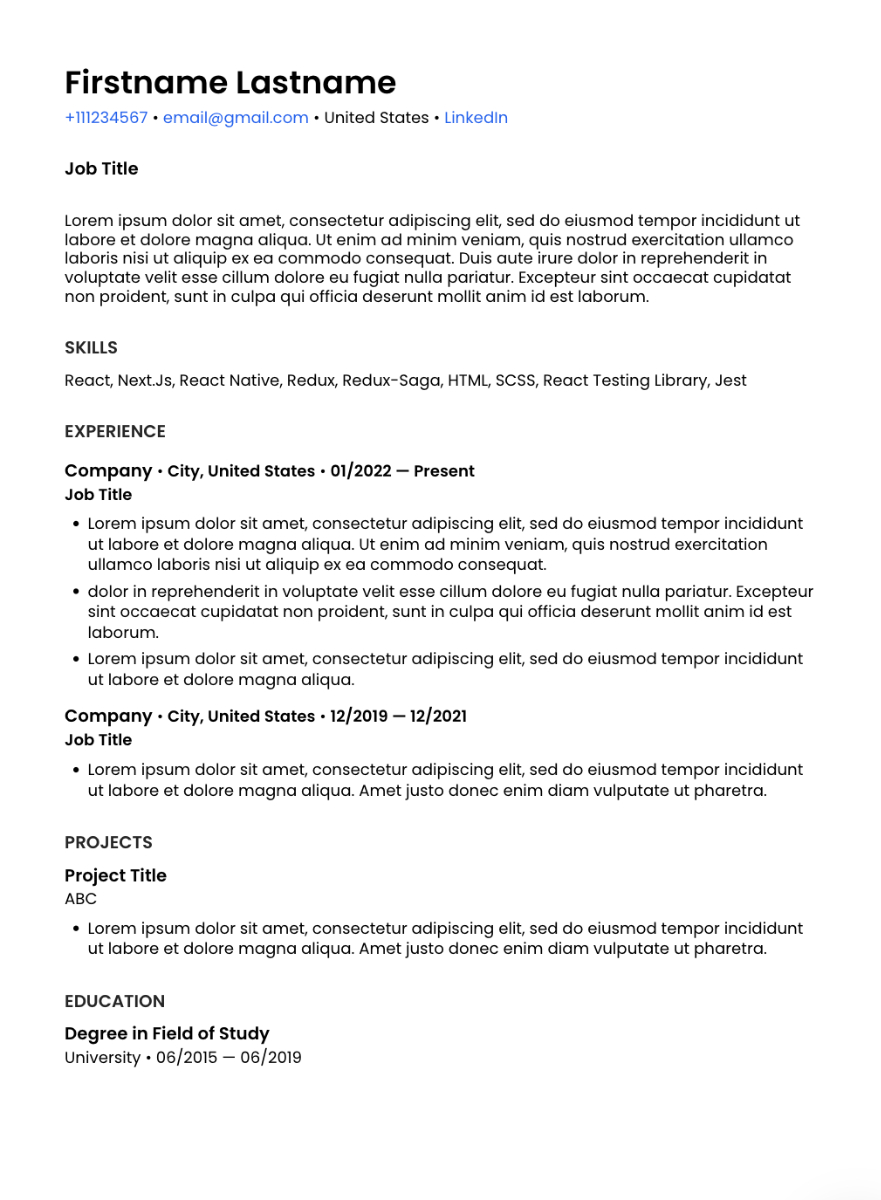 Firstname Lastname
+111234567 • email@gmail.com • United States • LinkedIn
Job Title
Lorem ipsum dolor sit amet, consectetur adipiscing elit, sed do eiusmod tempor incididunt ut
labore et dolore magna aliqua. Ut enim ad minim veniam, quis nostrud exercitation ullamco
laboris nisi ut aliquip ex ea commodo consequat. Duis aute irure dolor in reprehenderit in
voluptate velit esse cillum dolore eu fugiat nulla pariatur. Excepteur sint occaecat cupidatat
non proident, sunt in culpa qui officia deserunt mollit anim id est laborum.
SKILLS
React, Next.Js, React Native, Redux, Redux-Saga, HTML, SCSS, React Testing Library, Jest
EXPERIENCE
Company • City, United States • 01/2022 — Present
Job Title
• Lorem ipsum dolor sit amet, consectetur adipiscing elit, sed do eiusmod tempor incididunt
ut labore et dolore magna aliqua. Ut enim ad minim veniam, quis nostrud exercitation
ullamco laboris nisi ut aliquip ex ea commodo consequat.
• dolor in reprehenderit in voluptate velit esse cillum dolore eu fugiat nulla pariatur. Excepteur
sint occaecat cupidatat non proident, sunt in culpa qui officia deserunt mollit anim id est
laborum.
• Lorem ipsum dolor sit amet, consectetur adipiscing elit, sed do eiusmod tempor incididunt
ut labore et dolore magna aliqua.
Company • City, United States • 12/2019 — 12/2021
Job Title
• Lorem ipsum dolor sit amet, consectetur adipiscing elit, sed do eiusmod tempor incididunt
ut labore et dolore magna aliqua. Amet justo donec enim diam vulputate ut pharetra.
PROJECTS
Project Title
ABC
• Lorem ipsum dolor sit amet, consectetur adipiscing elit, sed do eiusmod tempor incididunt
ut labore et dolore magna aliqua. Amet justo donec enim diam vulputate ut pharetra.
EDUCATION
Degree in Field of Study
University • 06/2015 — 06/2019